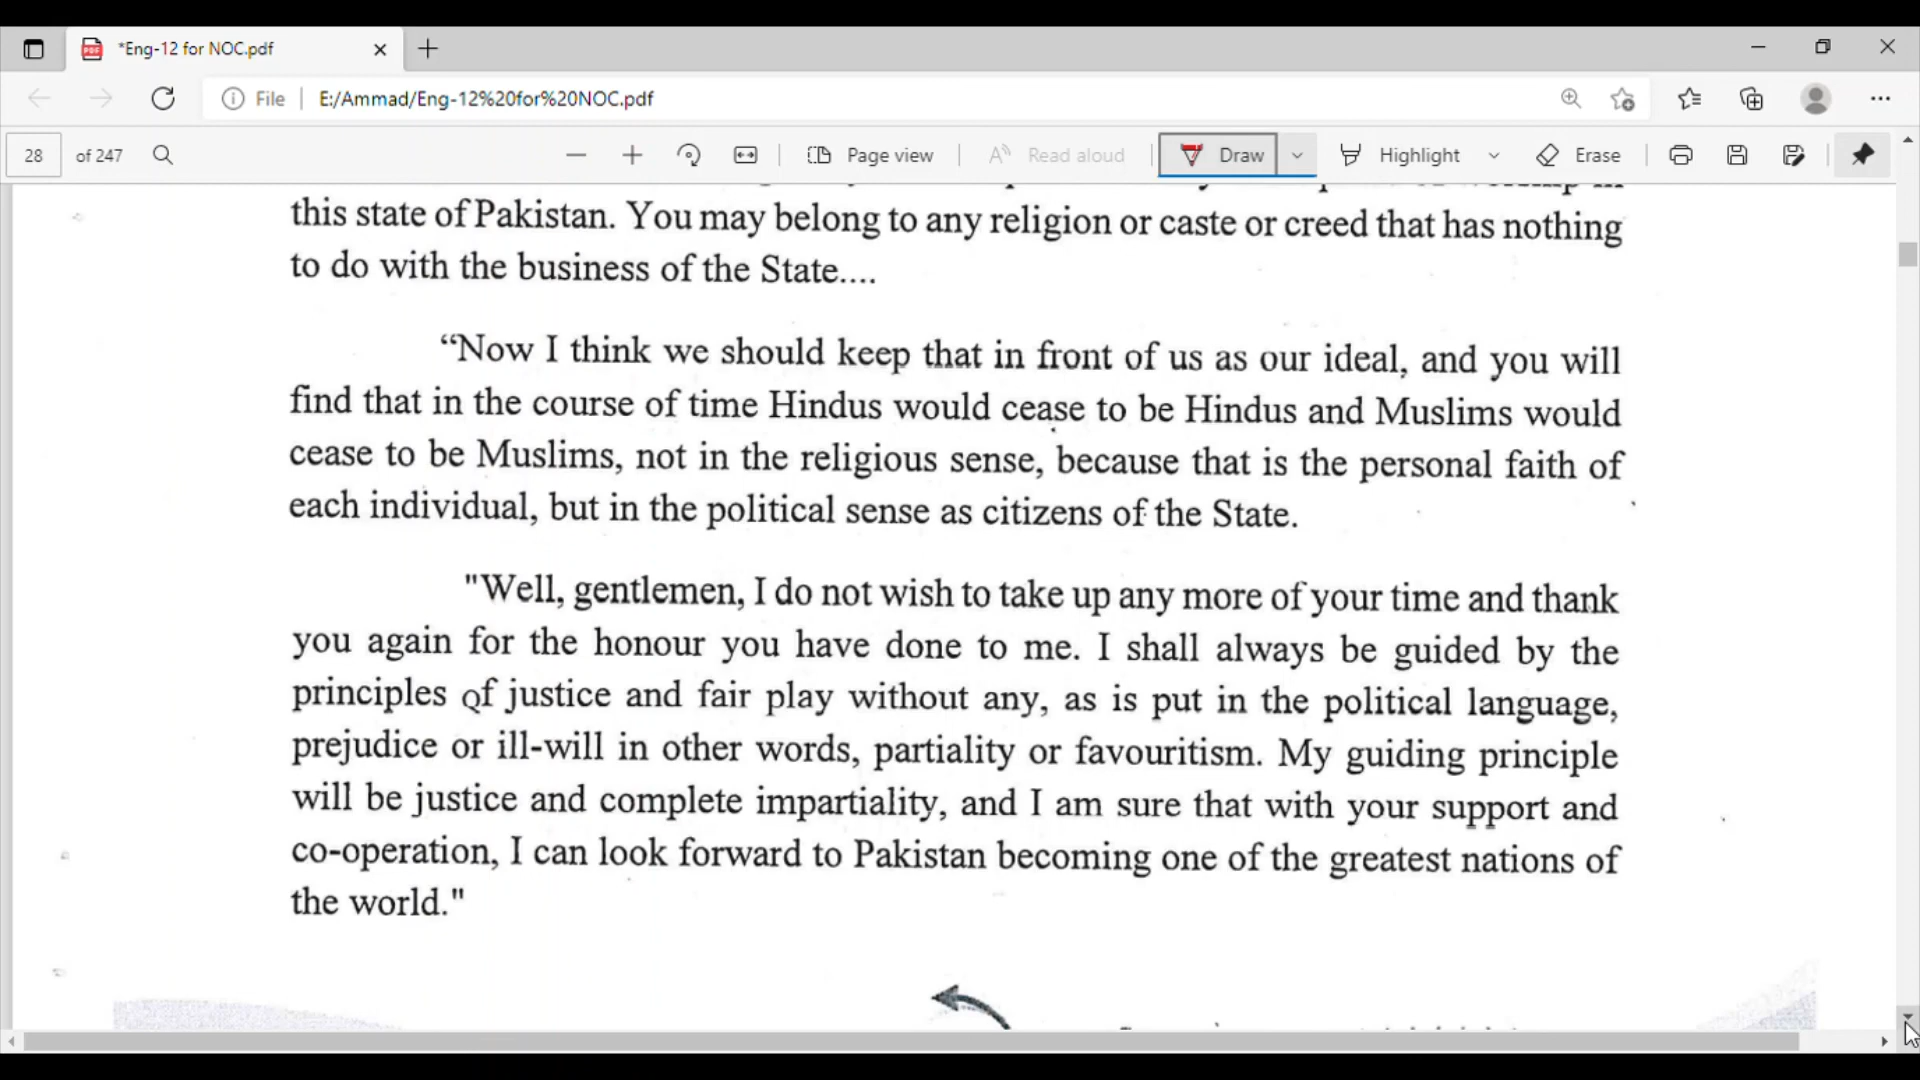 *Eng-12 for NOC.pdf
File E:/Ammad/Eng-12%20for%20NOC.pdf
28 of 247 Page view Read aloud Draw Highlight Erase
this state of Pakistan. You may belong to any religion or caste or creed that has nothing
to do with the business of the State....
“Now I think we should keep that in front of us as our ideal, and you will
find that in the course of time Hindus would cease to be Hindus and Muslims would
cease to be Muslims, not in the religious sense, because that is the personal faith of
each individual, but in the political sense as citizens of the State.
"Well, gentlemen, I do not wish to take up any more of your time and thank
you again for the honour you have done to me. I shall always be guided by the
principles Of justice and fair play without any, as is put in the political language,
prejudice or ill-will in other words, partiality or favouritism. My guiding principle
will be justice and complete impartiality, and I am sure that with your support and
co-operation, I can look forward to Pakistan becoming one of the greatest nations of
the world."